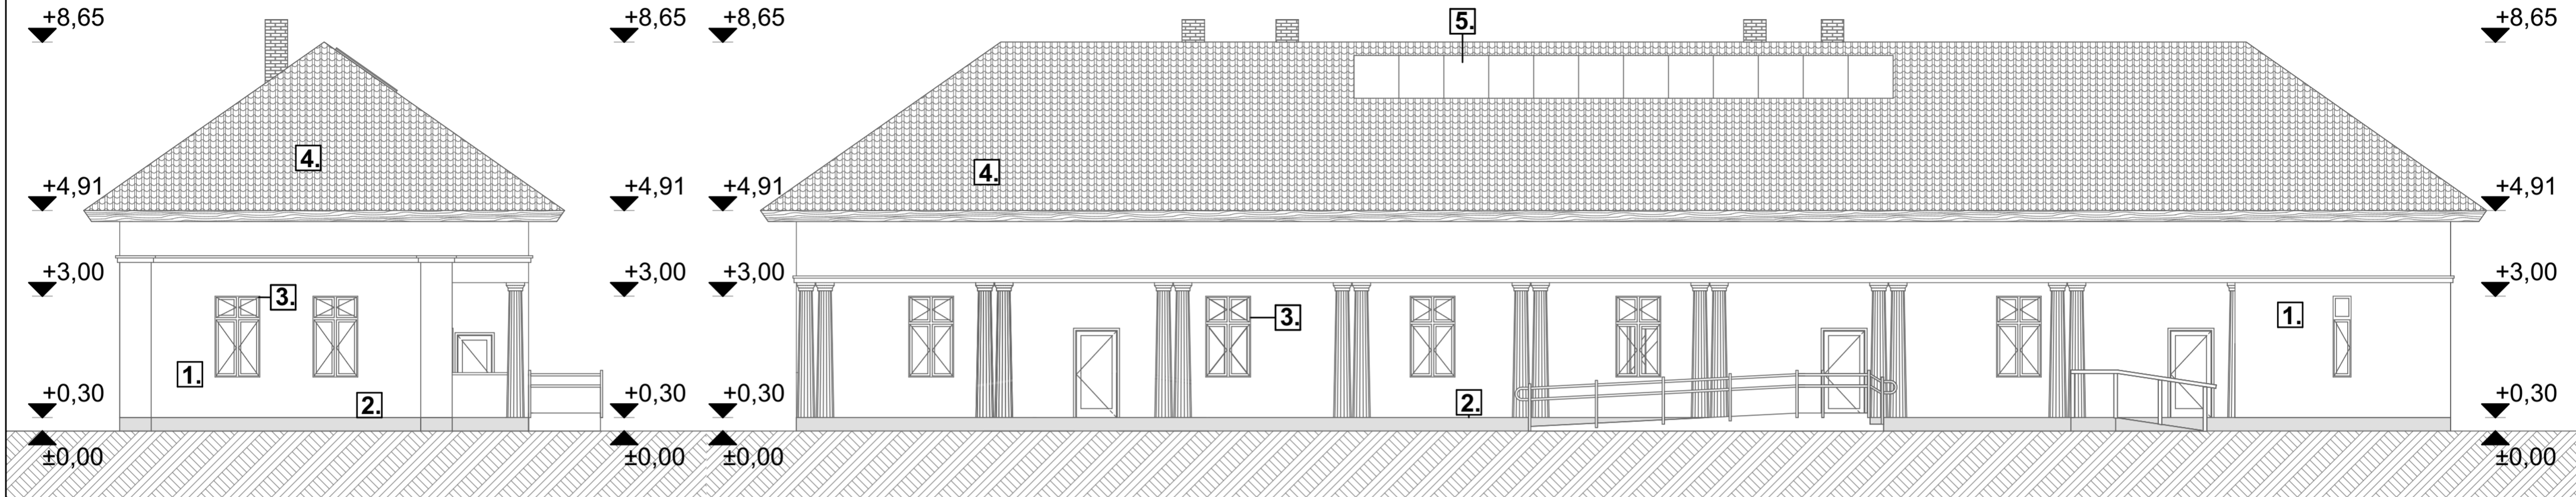 +8,65 +8,65 +8,65 5. +8,65
4. 4.
+4,91 +4,91 +4,91 +4,91
+3,00 +3,00 +3,00 +3,00
3. 3. 1.
1.
+0,30 2. +0,30 +0,30 2. +0,30
±0,00 ±0,00 ±0,00 ±0,00